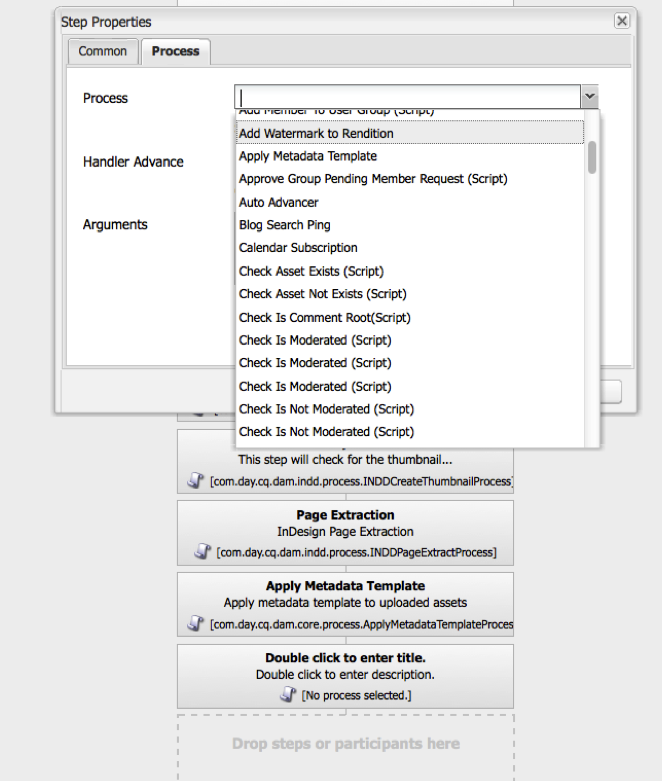 Step Properties
Common
Process
Process
Add Member To User Group (Script)
Add Watermark to Rendition
Apply Metadata Template
Handler Advance
Approve Group Pending Member Request (Script)
Auto Advancer
Arguments
Blog Search Ping
Calendar Subscription
Check Asset Exists (Script)
Check Asset Not Exists (Script)
Check Is Comment Root(Script)
Check Is Moderated (Script)
Check Is Moderated (Script)
Check Is Moderated (Script)
Check Is Not Moderated (Script)
Check Is Not Moderated (Script)
This step will check for the thumbnail...
[com.day.cq.dam.indd.process.INDDCreateThumbnailProcess]
Page Extraction
InDesign Page Extraction
[com.day.cq.dam.indd.process.INDDPageExtractProcess]
Apply Metadata Template
Apply metadata template to uploaded assets
[com.day.cq.dam.core.process.ApplyMetadataTemplateProces
Double click to enter title.
Double click to enter description.
[No process selected.]
Drop steps or participants here